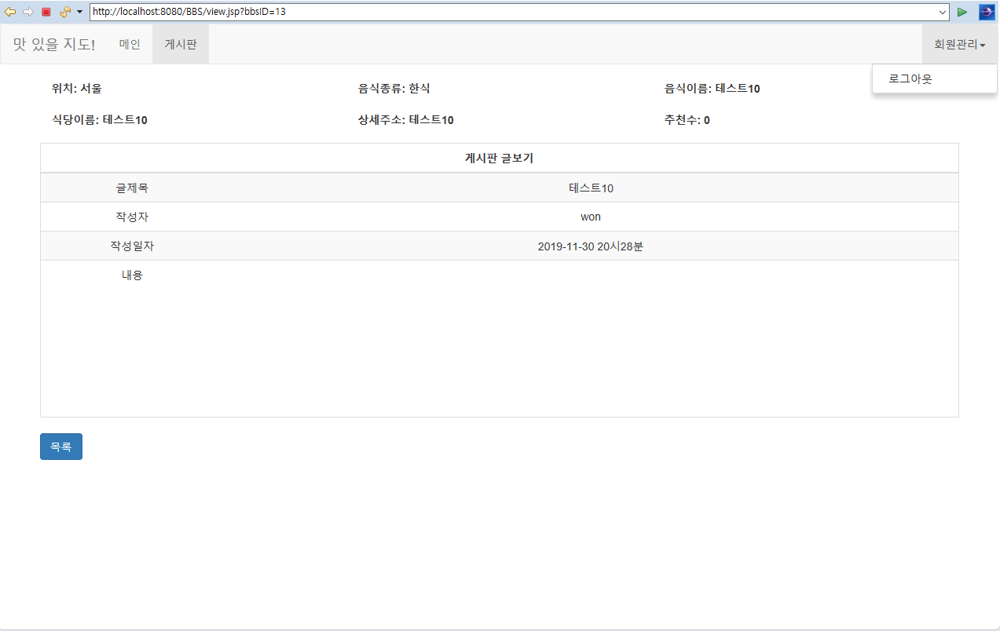 http://localhost:8080/BBS/view.jsp?bbsID=13
맛 있을 지도! 메인 게시판 회원관리
로그아웃
위치: 서울 음식종류: 한식 음식이름: 테스트10
식당이름: 테스트10 상세주소: 테스트10 추천수: 0
게시판 글보기
글제목 테스트10
작성자 won
작성일자 2019-11-30 20시28분
내용
목록